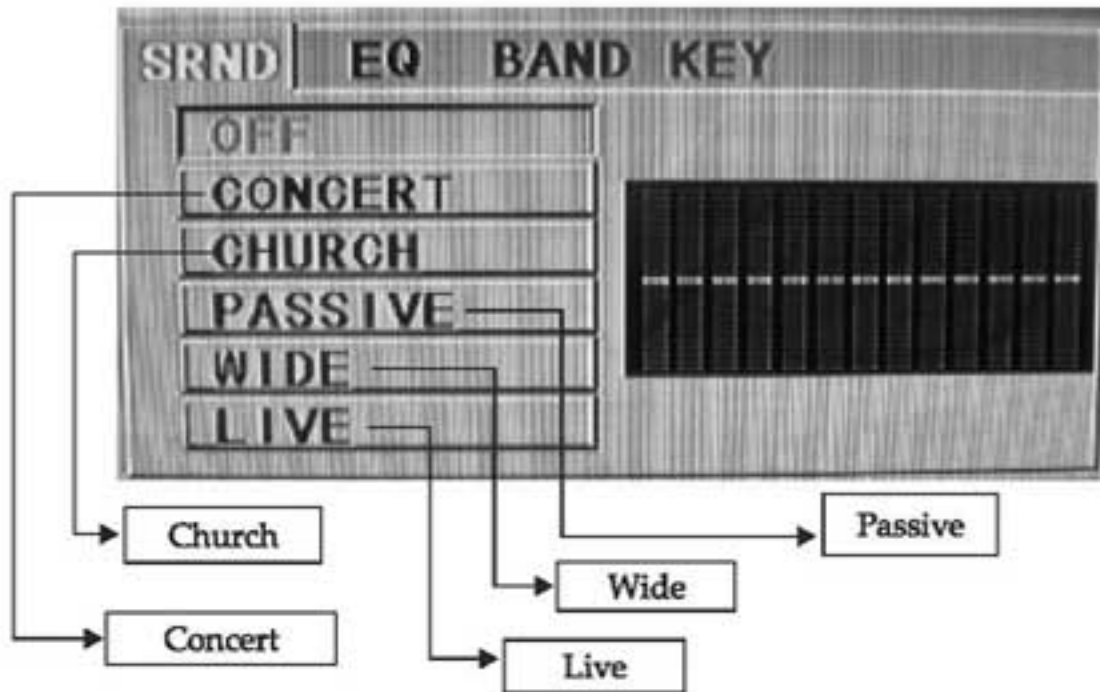 SRND EQ BAND KEY
OFF
CONCERT
CHURCH
PASSIVE
WIDE
LIVE
Church
Passive
Wide
Concert
Live